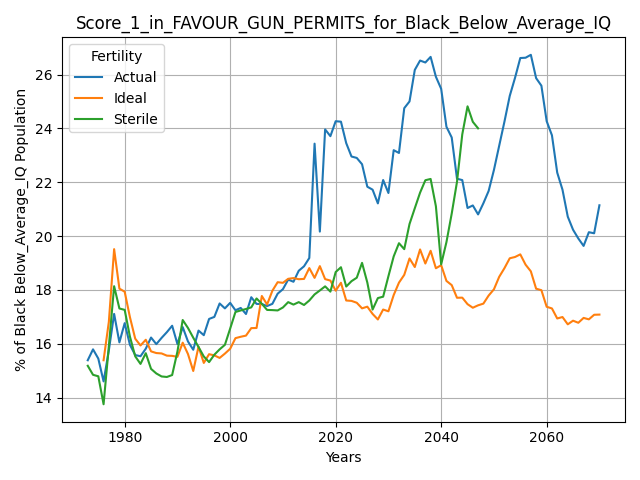 Score_1_in_FAVOUR_GUN_PERMITS_for_Black_Below_Average_IQ
Fertility
Actual
Ideal
Sterile
% of Black Below_Average_IQ Population
26
24
22
20
18
16
14
1980
2000
2020
2040
2060
Years